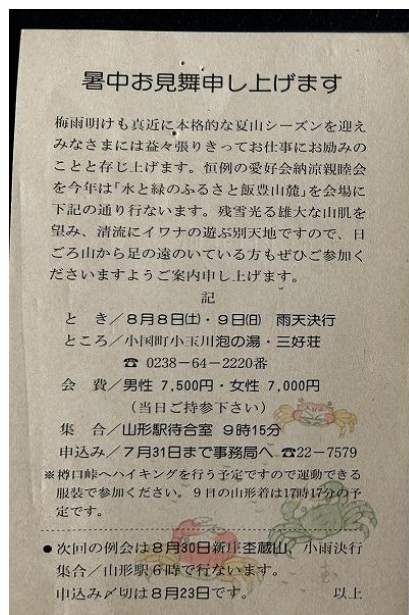 暑中お見舞申し上げます
梅雨明けも真近に本格的な夏山シーズンを迎え
みなさまには益々張りきってお仕事にお励みの
ことと存じ上げます。恒例の愛好会納涼親睦会
を今年は「水と緑のふるさと飯豊山麓」を会場に
下記の通り行ないます。残雪光る雄大な山肌を
望み、清流にイワナの遊ぶ別天地ですので、日
ごろ山から足の遠のいている方もぜひご参加く
ださいますようご案内申し上げます。
記
と き/8月8日(土)・9日(日) 雨天決行
ところ/小国町小玉川泡の湯・三好荘
☎ 0238-64-2220番
会 費/男性 7,500円・女性 7,000円
(当日ご持参下さい)
集 合/山形駅待合室 9時15分
申込み/7月31日まで事務局へ ☎22-7579
※樽口峠へハイキングを行う予定ですので運動できる
服装で参加ください。9日の山形着は17時17分の予
定です。
●次回の例会は8月30日新庄杢蔵山、小雨決行
集合/山形駅6時で行ないます。
申込み〆切は8月23日です。 以上